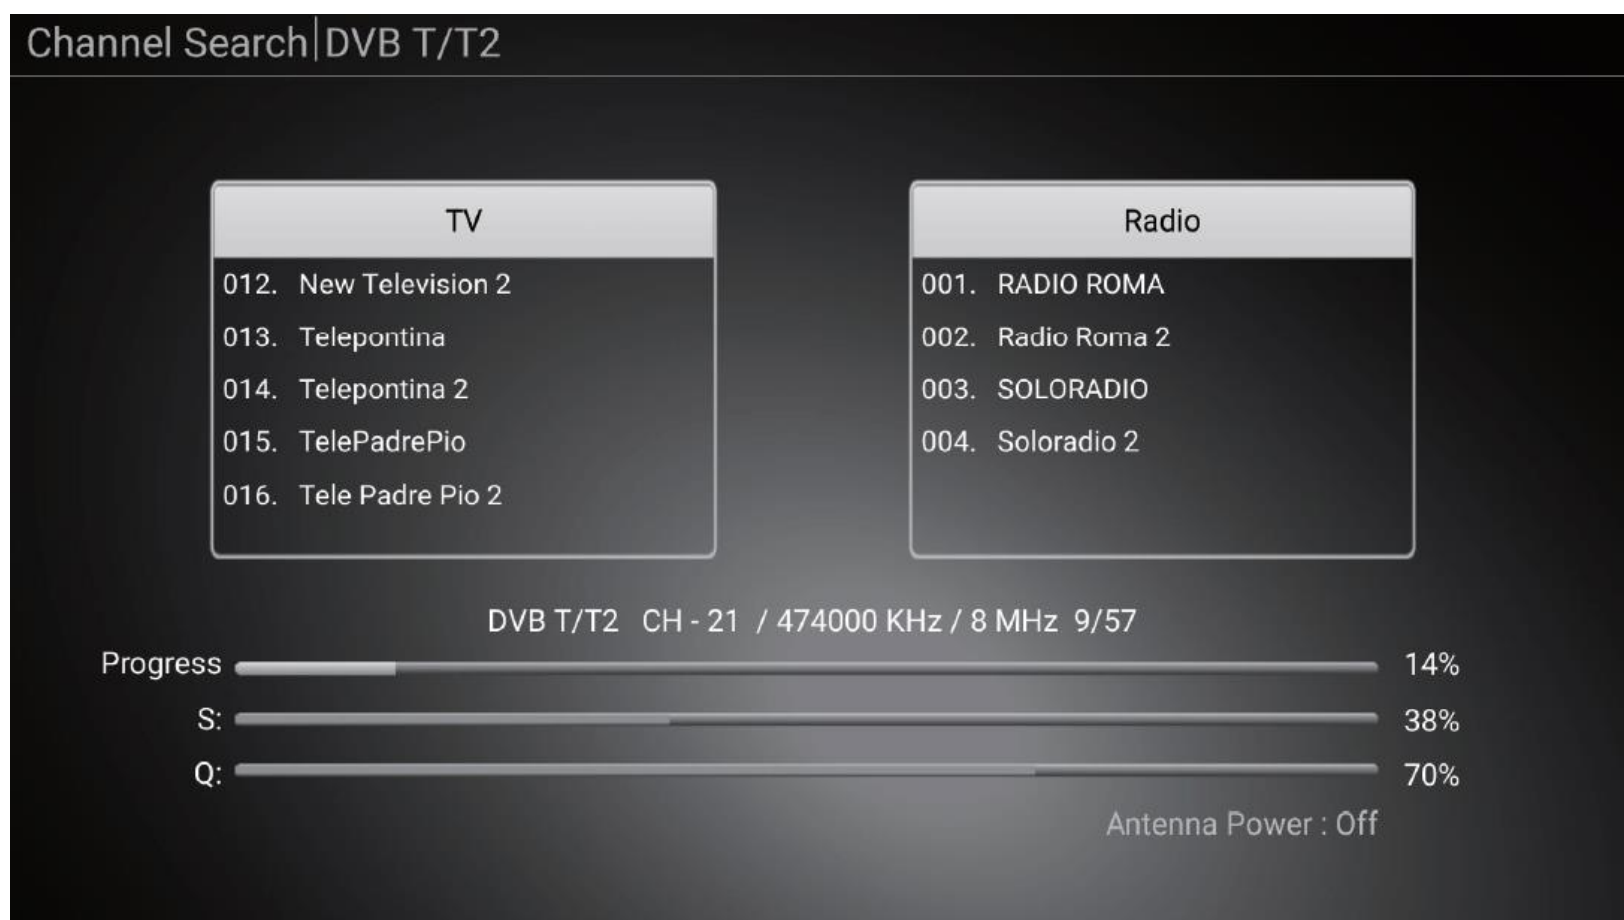 Channel Search|DVB T/T2
TV
012. New Television 2
013. Telepontina
014. Telepontina 2
015. TelePadrePio
016. Tele Padre Pio 2
Radio
001. RADIO ROMA
002. Radio Roma 2
003. SOLORADIO
004. Soloradio 2
DVB T/T2 CH - 21 / 474000 KHz / 8 MHz 9/57
Progress 14%
S: 38%
Q: 70%
Antenna Power : Off